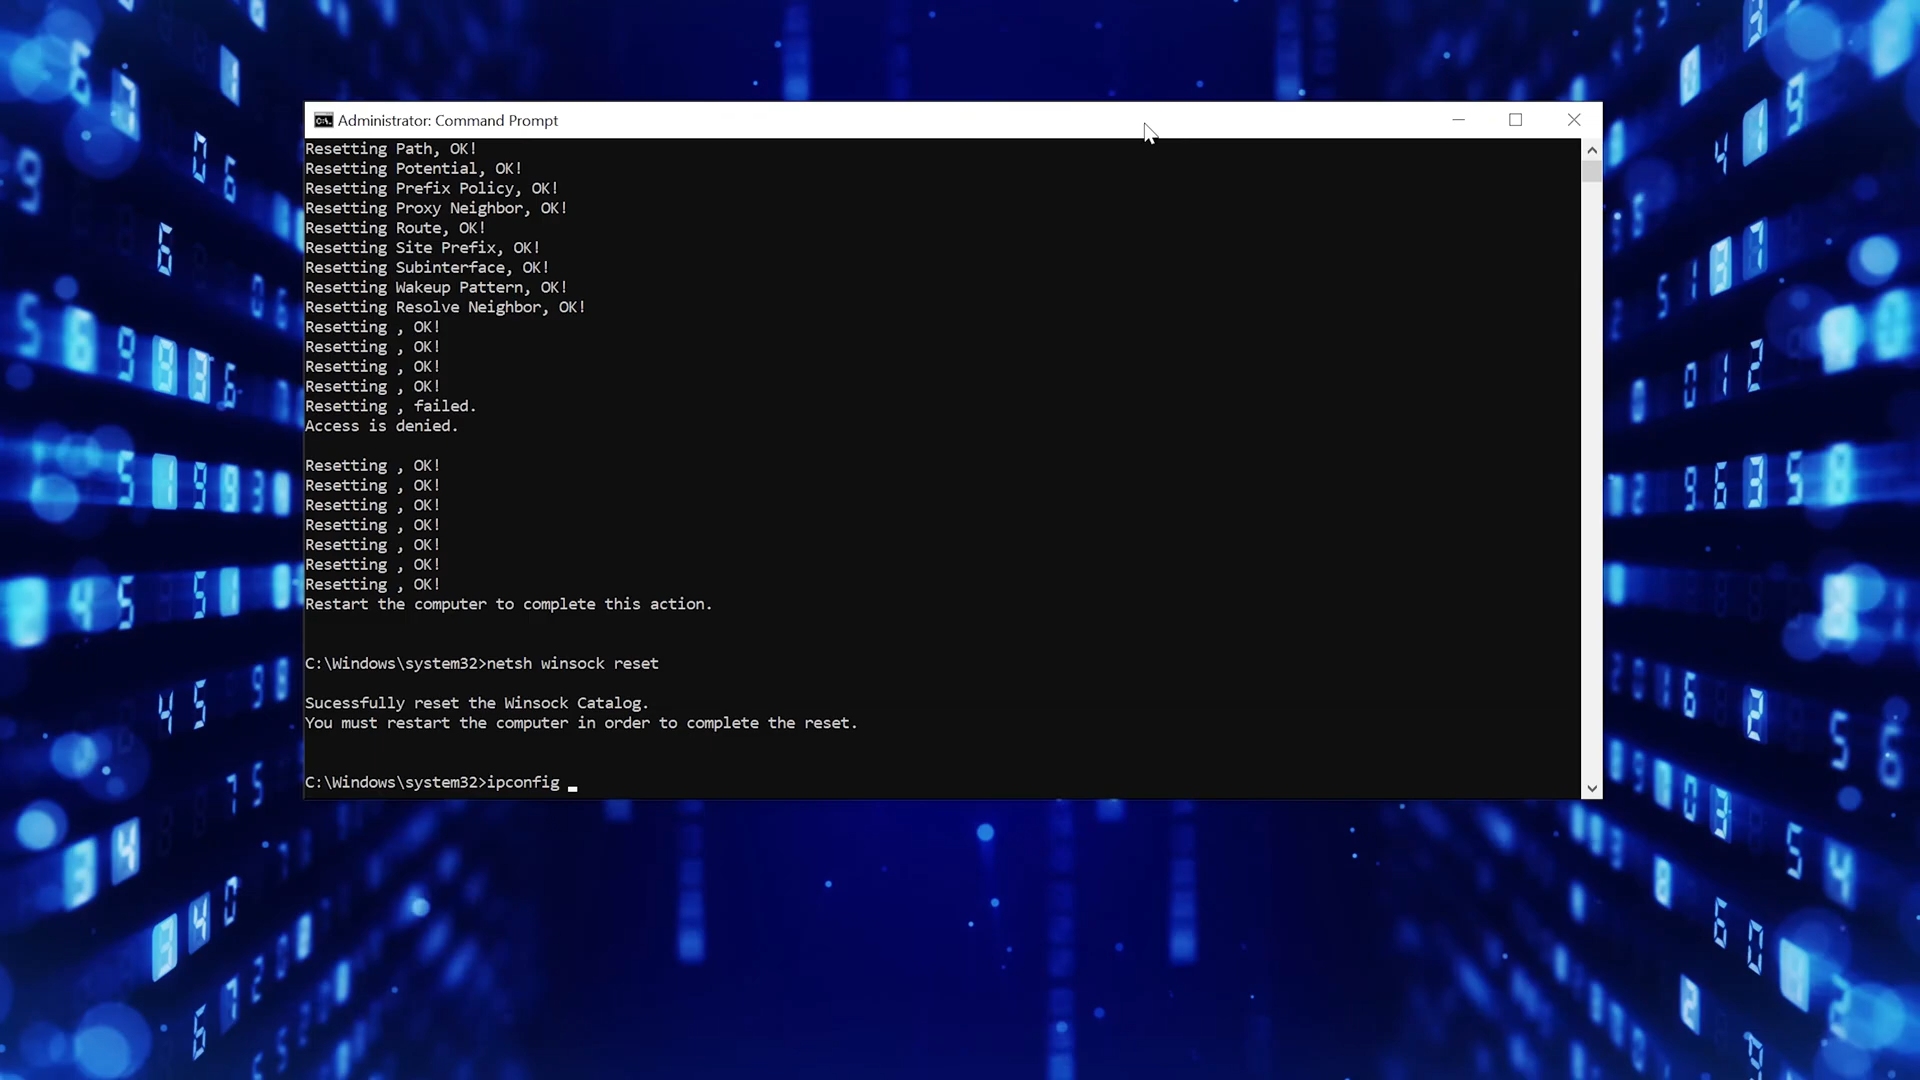 Administrator: Command Prompt
Resetting Path, OK!
Resetting Potential, OK!
Resetting Prefix Policy, OK!
Resetting Proxy Neighbor, OK!
Resetting Route, OK!
Resetting Site Prefix, OK!
Resetting Subinterface, OK!
Resetting Wakeup Pattern, OK!
Resetting Resolve Neighbor, OK!
Resetting , OK!
Resetting , OK!
Resetting , OK!
Resetting , OK!
Resetting , failed.
Access is denied.
Resetting , OK!
Resetting , OK!
Resetting , OK!
Resetting , OK!
Resetting , OK!
Resetting , OK!
Resetting , OK!
Restart the computer to complete this action.
C:\Windows\system32>netsh winsock reset
Sucessfully reset the Winsock Catalog.
You must restart the computer in order to complete the reset.
C:\Windows\system32>ipconfig